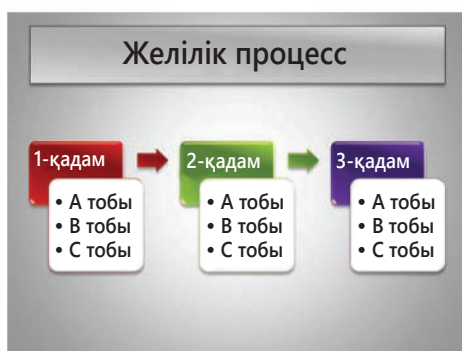 Желілік процесс
1-қадам
• А тобы
• В тобы
• С тобы
2-қадам
• А тобы
• В тобы
• С тобы
3-қадам
• А тобы
• В тобы
• С тобы